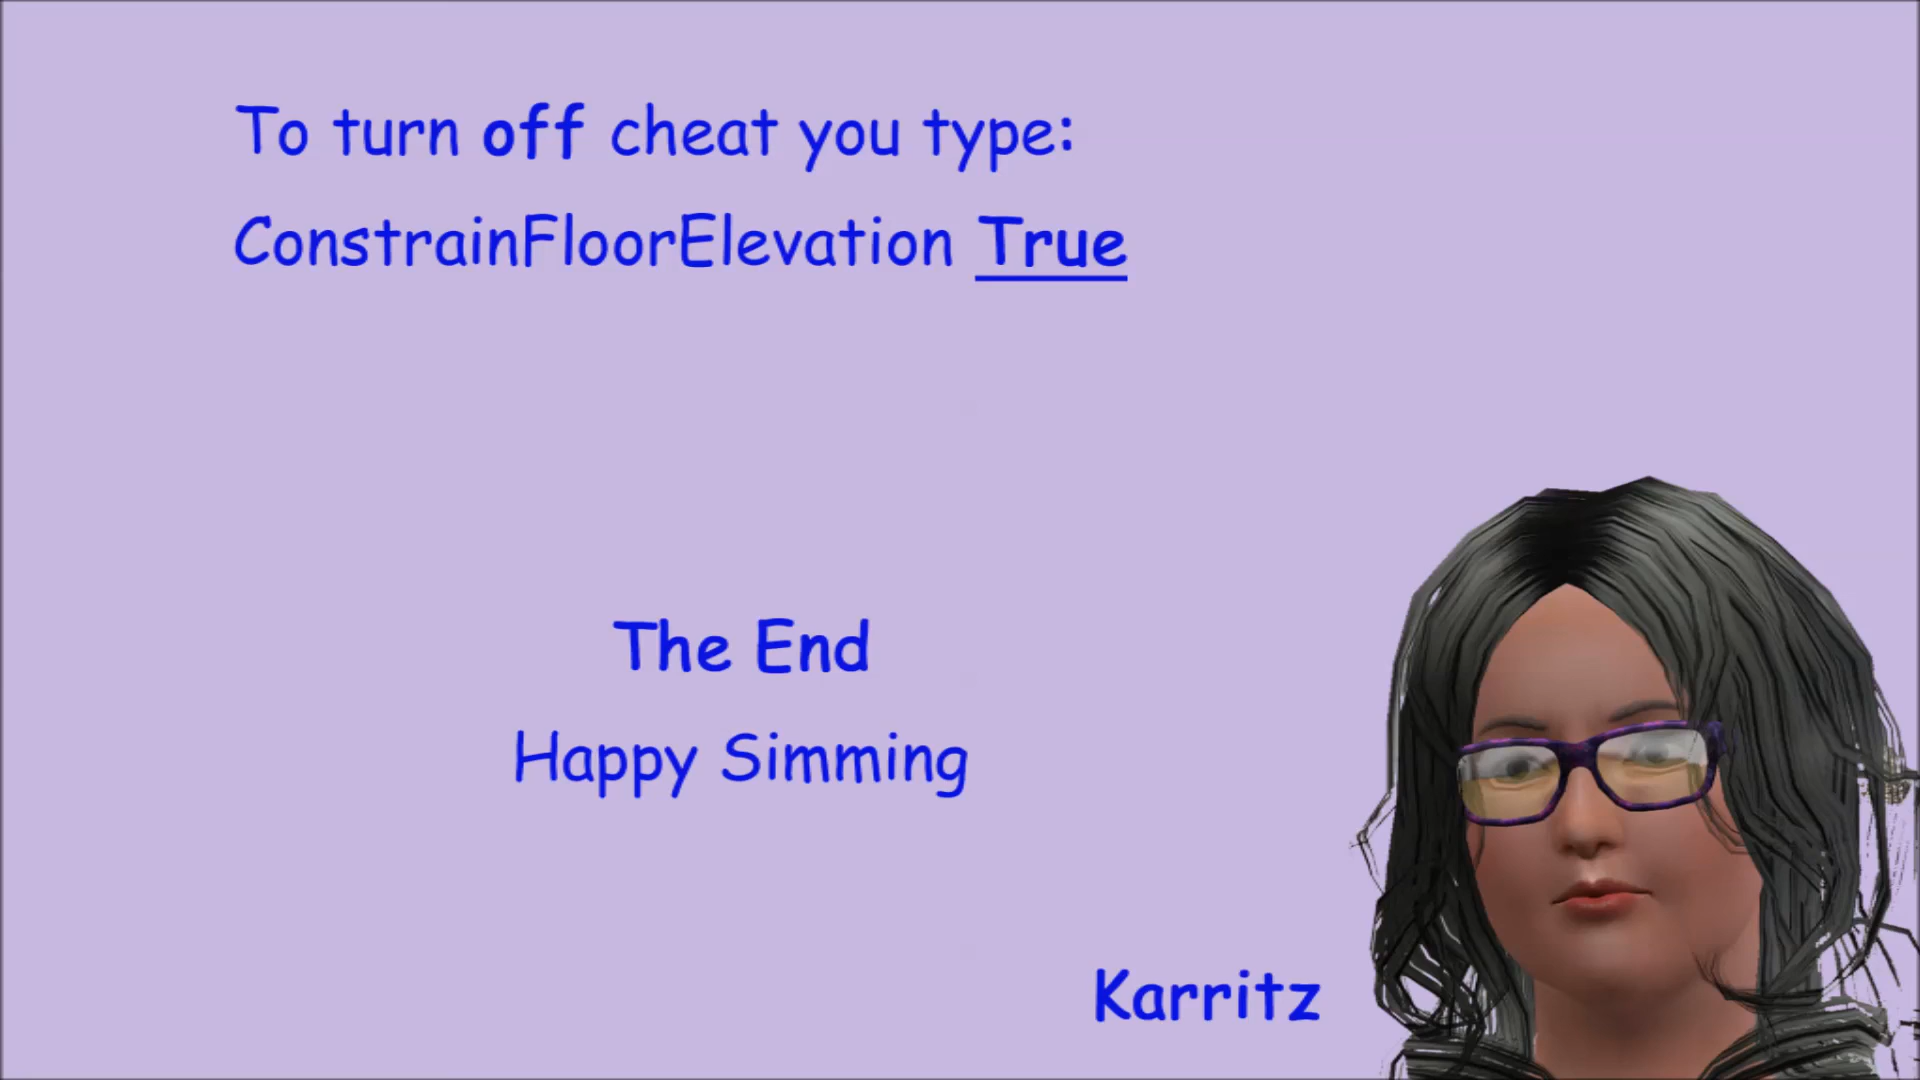 To turn off cheat you type:
ConstrainFloorElevation True
The End
Happy Simming
Karritz